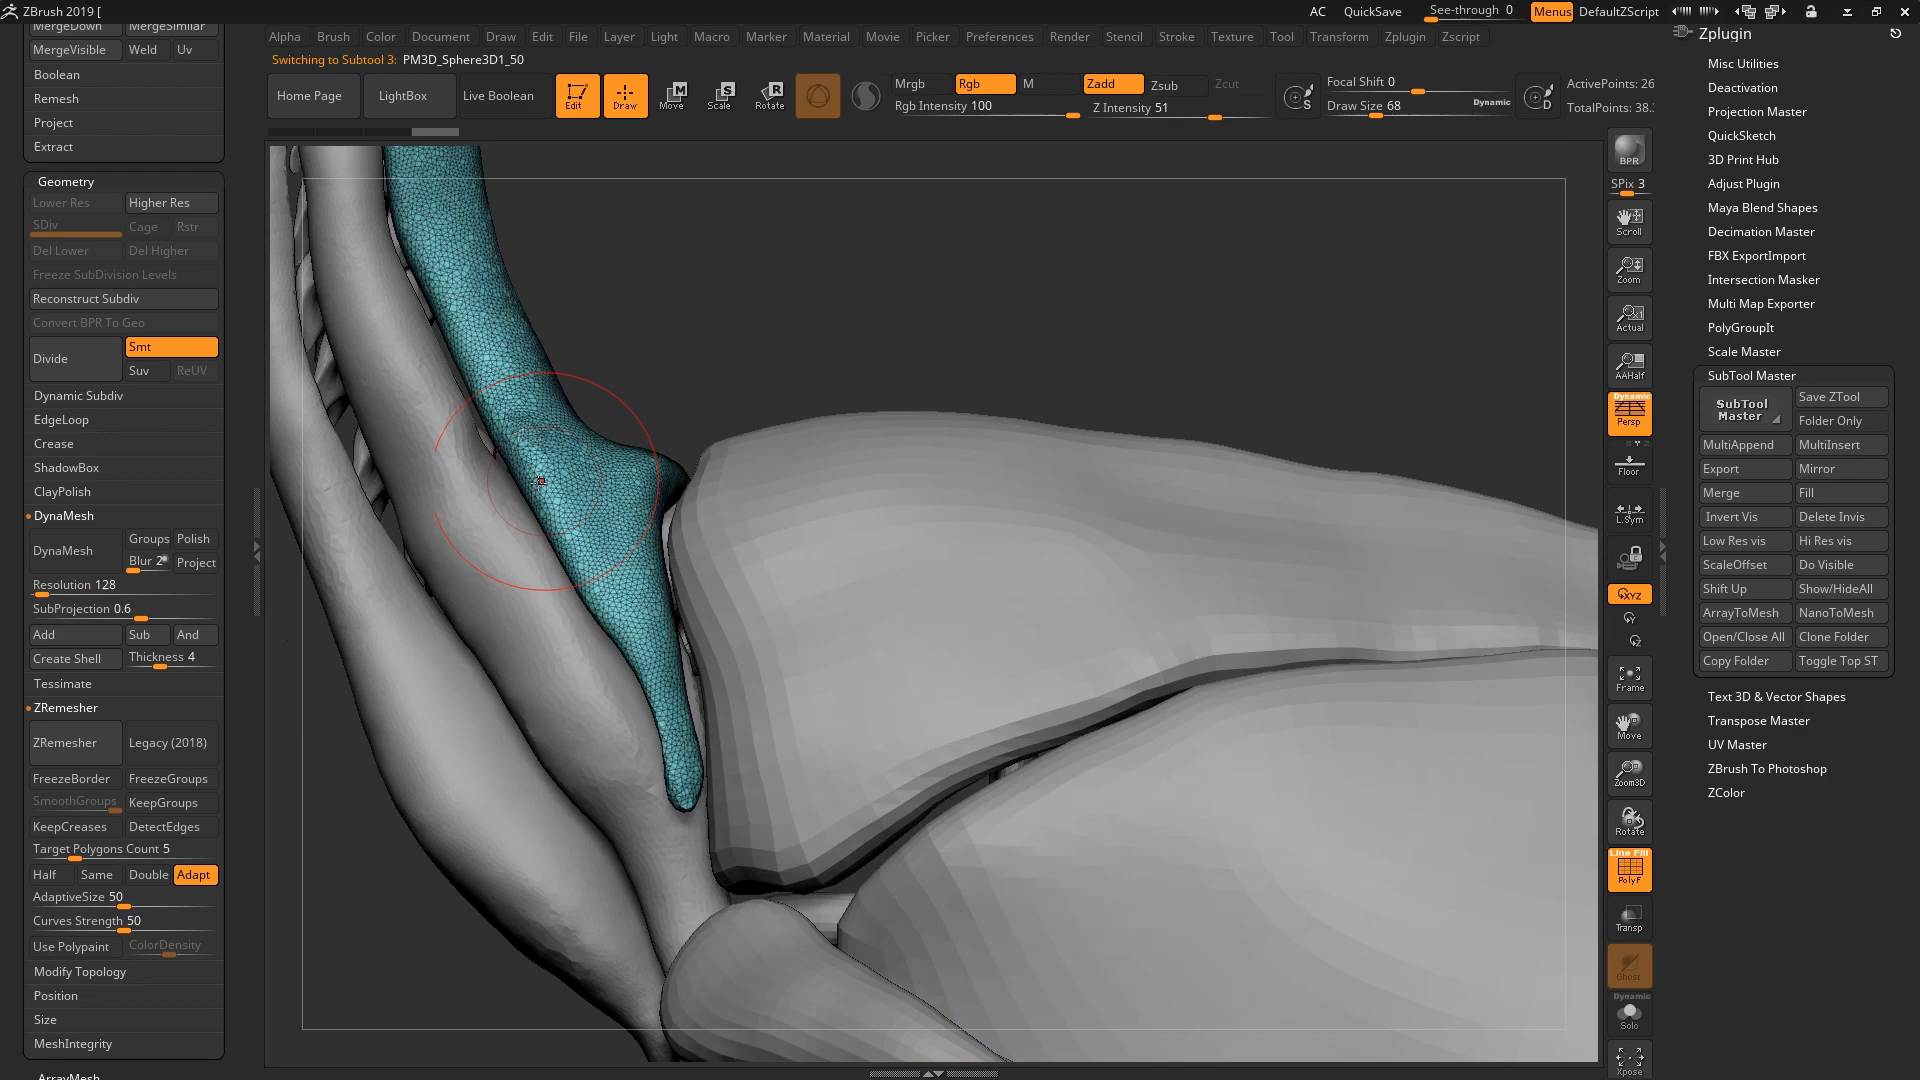 ZBrush 2019 [
AC QuickSave See-through 0 Menus DefaultZScript
Alpha Brush Color Document Draw Edit File Layer Light Macro Marker Material Movie Picker Preferences Render Stencil Stroke Texture Tool Transform Zplugin Zscript
Switching to Subtool 3: PM3D_Sphere3D1_50
Home Page LightBox Live Boolean Edit Draw Move Scale Rotate
Mrgb Rgb M Zadd Zsub Zcut
Rgb Intensity 100 Z Intensity 51
Focal Shift 0
Draw Size 68 Dynamic
ActivePoints: 26
TotalPoints: 38.
MergeDown MergeSimilar
MergeVisible Weld Uv
Boolean
Remesh
Project
Extract
Geometry
Lower Res Higher Res
SDiv Cage Rstr
Del Lower Del Higher
Freeze SubDivision Levels
Reconstruct Subdiv
Convert BPR To Geo
Divide Smt
Suv ReUV
Dynamic Subdiv
EdgeLoop
Crease
ShadowBox
ClayPolish
DynaMesh
DynaMesh Groups Polish
Blur 2 Project
Resolution 128
SubProjection 0.6
Add Sub And
Create Shell Thickness 4
Tessimate
ZRemesher
ZRemesher Legacy (2018)
FreezeBorder FreezeGroups
SmoothGroups KeepGroups
KeepCreases DetectEdges
Target Polygons Count 5
Half Same Double Adapt
AdaptiveSize 50
Curves Strength 50
Use Polypaint ColorDensity
Modify Topology
Position
Size
MeshIntegrity
ArrayMesh
BPR
SPix 3
Scroll
Zoom
Actual
AAHalf
Dynamic
Persp
Floor
L.Sym
XYZ
Frame
Move
Zoom3D
Rotate
Line Fill
PolyF
Transp
Ghost
Dynamic
Solo
Xpose
Zplugin
Misc Utilities
Deactivation
Projection Master
QuickSketch
3D Print Hub
Adjust Plugin
Maya Blend Shapes
Decimation Master
FBX ExportImport
Intersection Masker
Multi Map Exporter
PolyGroupIt
Scale Master
SubTool Master
SubTool Master Save ZTool
Folder Only
MultiAppend MultiInsert
Export Mirror
Merge Fill
Invert Vis Delete Invis
Low Res vis Hi Res vis
ScaleOffset Do Visible
Shift Up Show/HideAll
ArrayToMesh NanoToMesh
Open/Close All Clone Folder
Copy Folder Toggle Top ST
Text 3D & Vector Shapes
Transpose Master
UV Master
ZBrush To Photoshop
ZColor